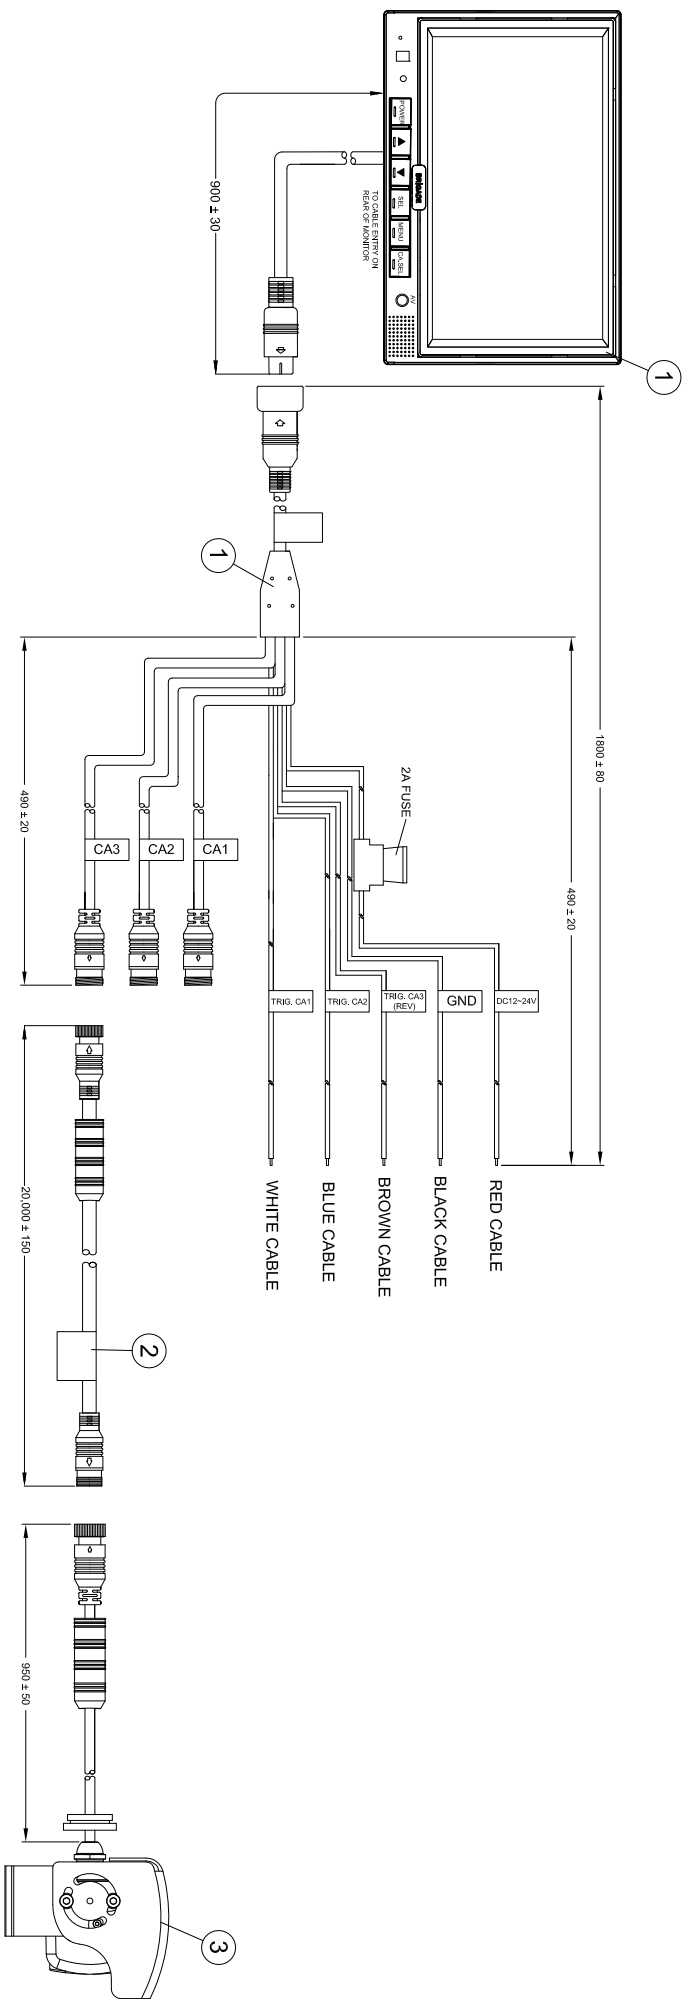 POWER
SEL
MENU
CA.SEL
AV
BRIGADE
TO CABLE ENTRY ON
REAR OF MONITOR
900 ± 30
1
1
1800 ± 80
490 ± 20
490 ± 20
2A FUSE
CA3
CA2
CA1
TRIG. CA1
TRIG. CA2
TRIG. CA3
(REV)
GND
DC12~24V
WHITE CABLE
BLUE CABLE
BROWN CABLE
BLACK CABLE
RED CABLE
20,000 ± 150
2
950 ± 50
3